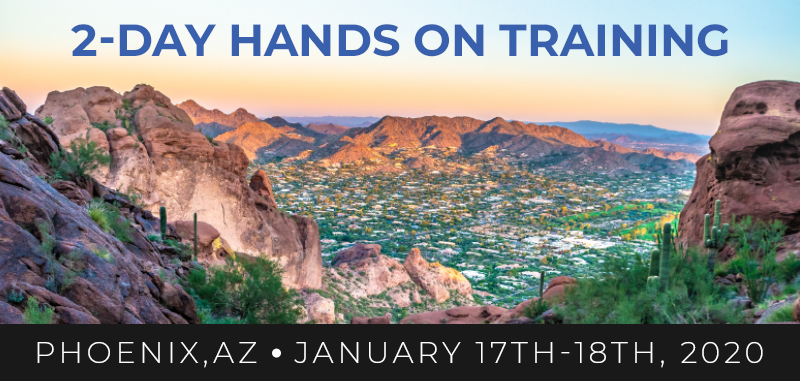 2-DAY HANDS ON TRAINING
PHOENIX,AZ • JANUARY 17TH-18TH, 2020